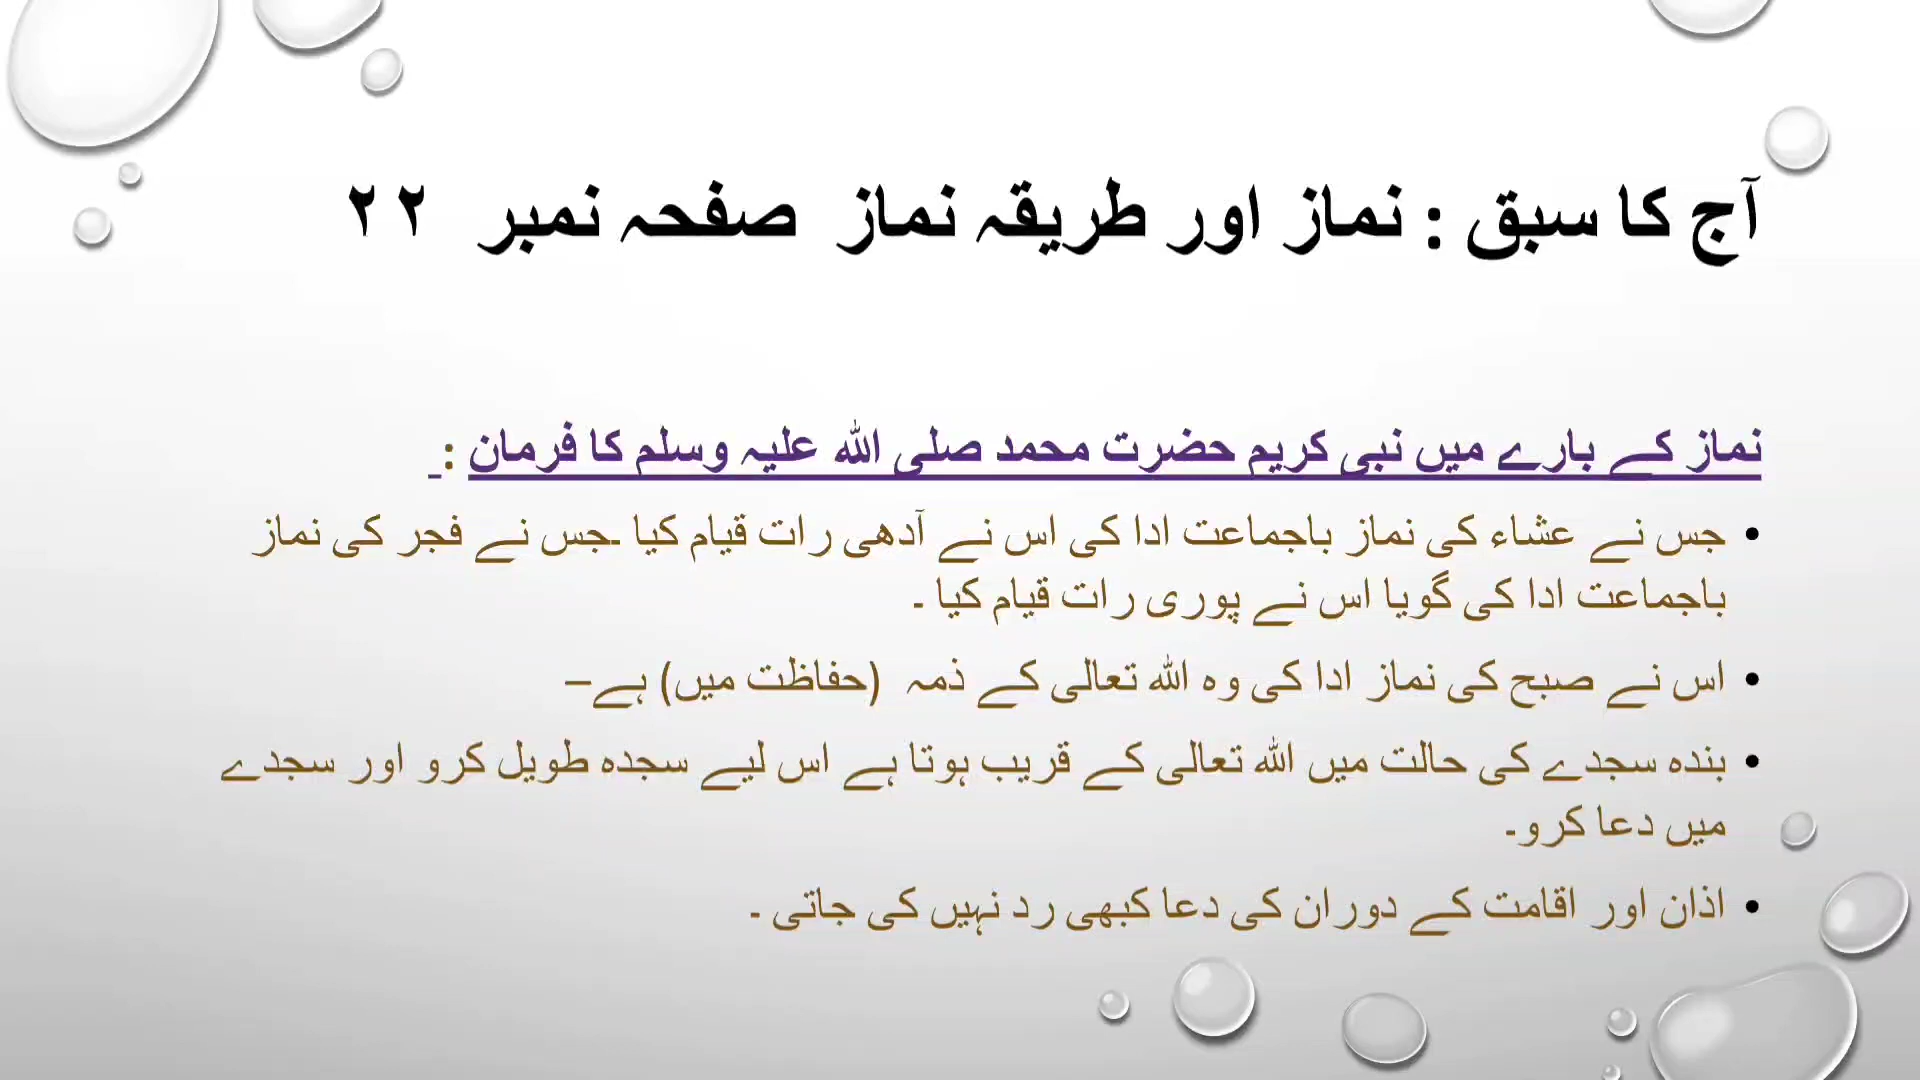 آج کا سبق : نماز اور طریقہ نماز صفحہ نمبر ۲۲
نماز کے بارے میں نبی کریم حضرت محمد صلی اللہ علیہ وسلم کا فرمان :
• جس نے عشاء کی نماز باجماعت ادا کی اس نے آدھی رات قیام کیا ۔جس نے فجر کی نماز
باجماعت ادا کی گویا اس نے پوری رات قیام کیا ۔
• اس نے صبح کی نماز ادا کی وہ اللہ تعالی کے ذمہ (حفاظت میں) ہے–
• بندہ سجدے کی حالت میں اللہ تعالی کے قریب ہوتا ہے اس لیے سجدہ طویل کرو اور سجدے
میں دعا کرو۔
• اذان اور اقامت کے دوران کی دعا کبھی رد نہیں کی جاتی ۔